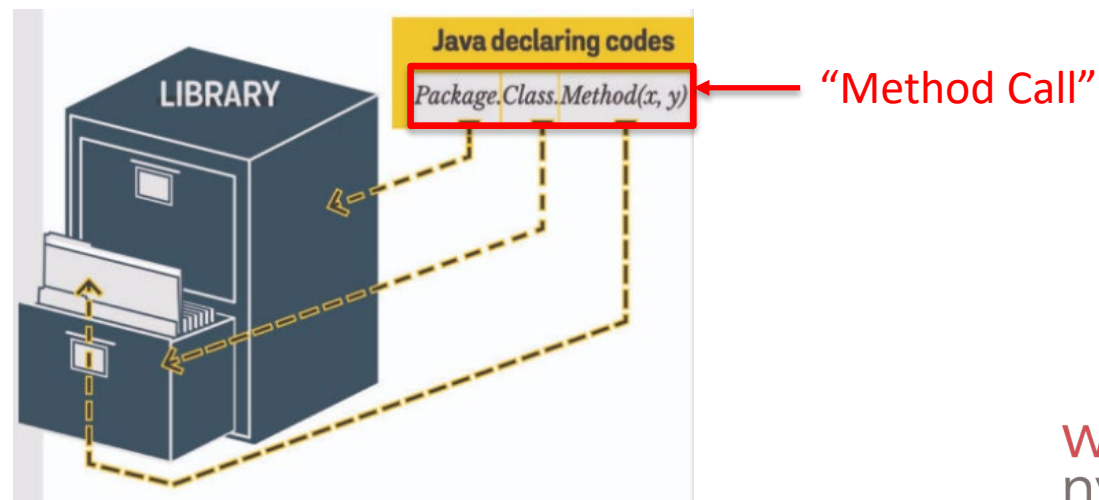 Java declaring codes
LIBRARY
Package.Class.Method(x, y)
“Method Call”